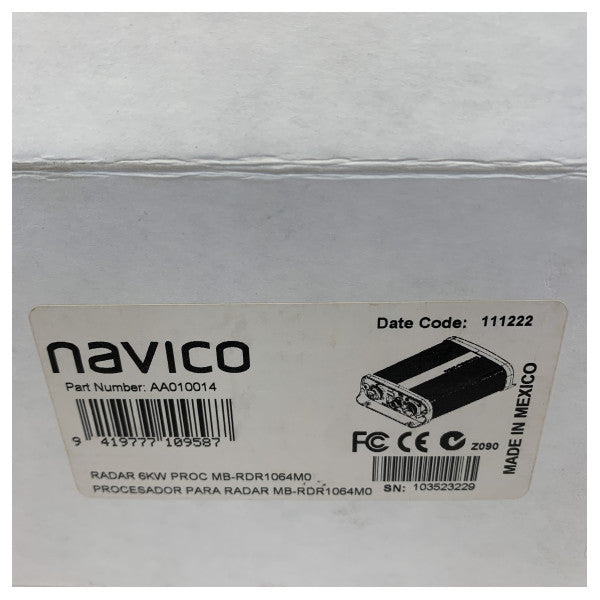 navico
Part Number: AA010014
9 419777 109587
RADAR 6KW PROC MB-RDR1064M0
PROCESADOR PARA RADAR MB-RDR1064M0
Date Code: 111222
FC CE Z090
SN: 103523229
MADE IN MEXICO